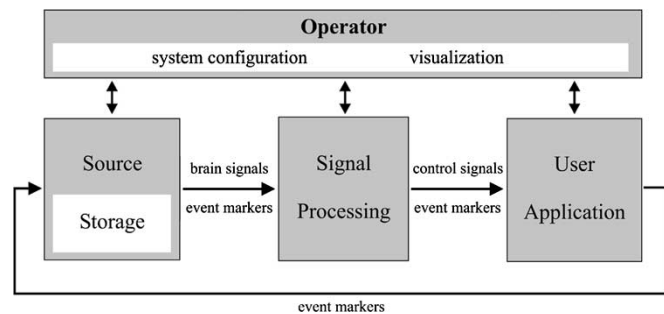 Operator
system configuration visualization
Source
Storage
brain signals
event markers
Signal
Processing
control signals
event markers
User
Application
event markers